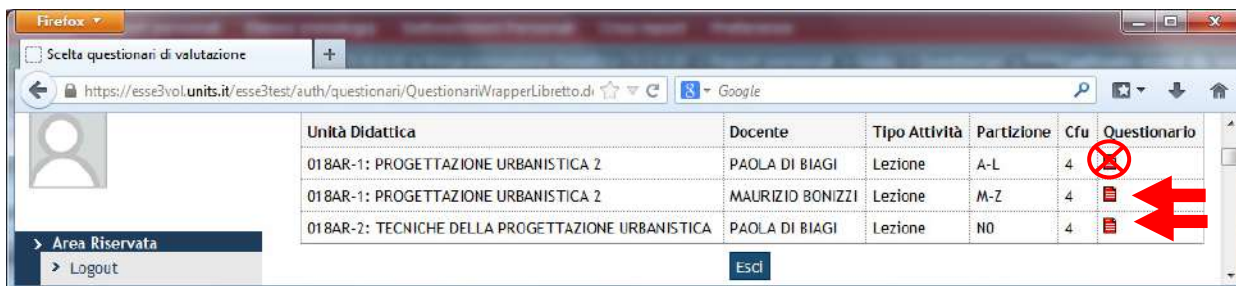 Firefox
Scelta questionari di valutazione
+
https://esse3vol.units.it/esse3test/auth/questionari/QuestionariWrapperLibretto.d
8 Google
Unità Didattica Docente Tipo Attività Partizione Cfu Questionario
018AR-1: PROGETTAZIONE URBANISTICA 2 PAOLA DI BIAGI Lezione A-L 4
018AR-1: PROGETTAZIONE URBANISTICA 2 MAURIZIO BONIZZI Lezione M-Z 4
018AR-2: TECNICHE DELLA PROGETTAZIONE URBANISTICA PAOLA DI BIAGI Lezione N0 4
Area Riservata
Logout
Esci